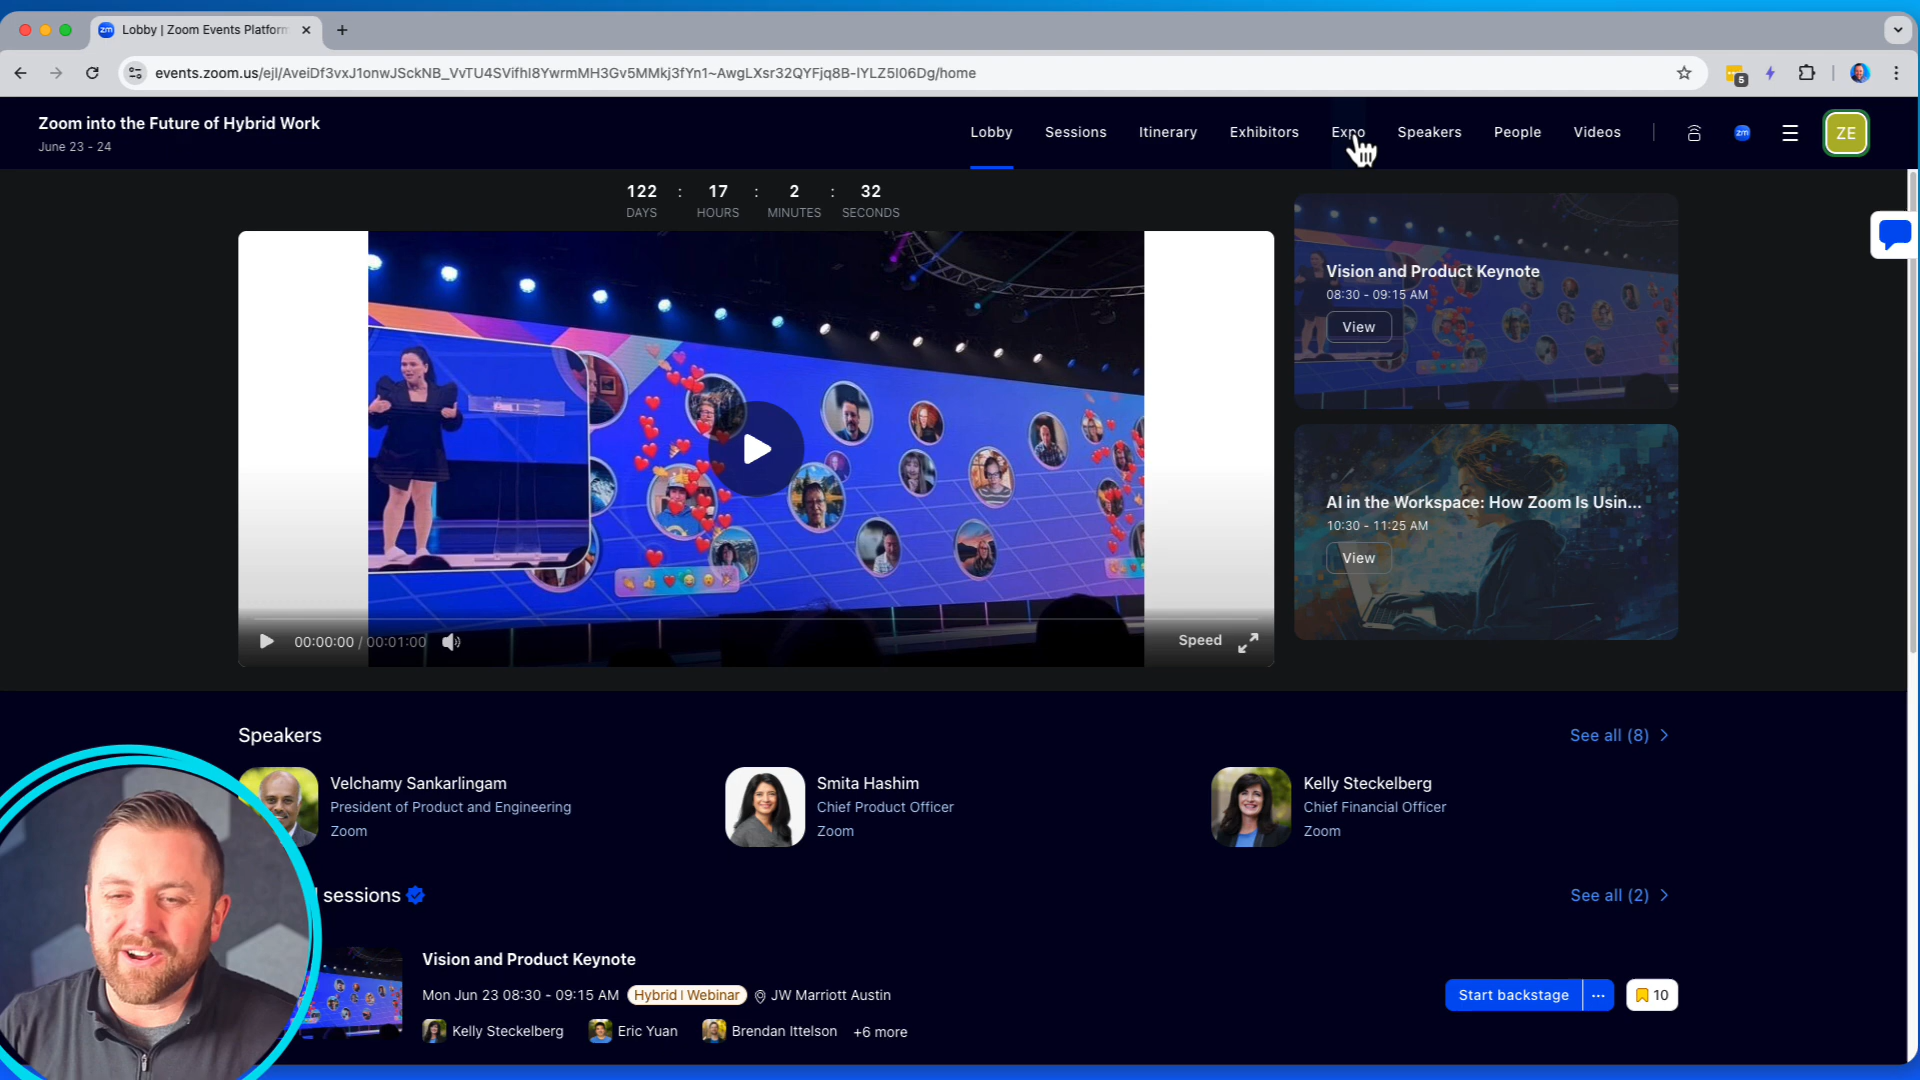 zm Lobby | Zoom Events Platform
events.zoom.us/ejl/AveiDf3vxJ1onwJSckNB_VvTU4SVifhl8YwrmMH3Gv5MMkj3fYn1~AwgLXsr32QYFjq8B-IYLZ5I06Dg/home
5
Zoom into the Future of Hybrid Work
June 23 - 24
Lobby Sessions Itinerary Exhibitors Expo Speakers People Videos zm ZE
122 : 17 : 2 : 32
DAYS HOURS MINUTES SECONDS
Vision and Product Keynote
08:30 - 09:15 AM
View
AI in the Workspace: How Zoom Is Usin...
10:30 - 11:25 AM
View
00:00:00 / 00:01:00 Speed
Speakers See all (8)
Velchamy Sankarlingam
President of Product and Engineering
Zoom
Smita Hashim
Chief Product Officer
Zoom
Kelly Steckelberg
Chief Financial Officer
Zoom
sessions See all (2)
Vision and Product Keynote
Mon Jun 23 08:30 - 09:15 AM Hybrid | Webinar JW Marriott Austin
Start backstage ... 10
Kelly Steckelberg Eric Yuan Brendan Ittelson +6 more